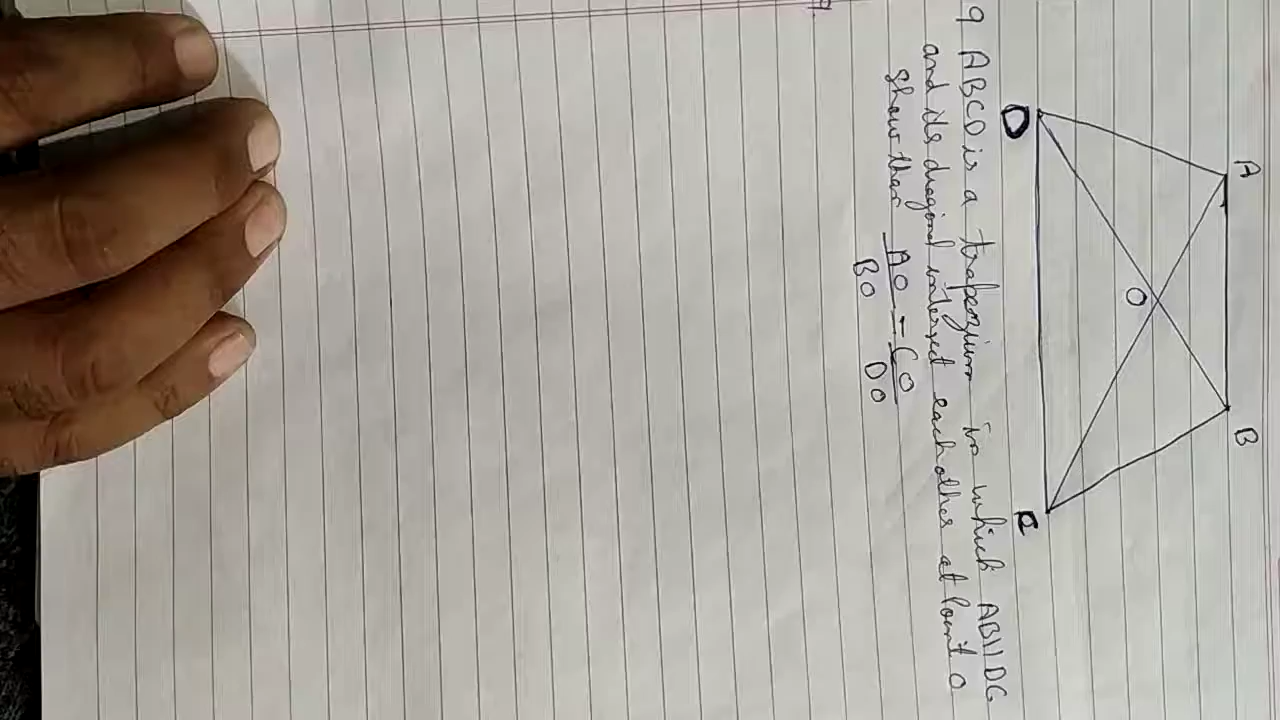 A B
O
D C
9 ABCD is a trapezium in which AB||DC
and its diagonal intersect each other at Point O
Show that AO = CO
BO DO